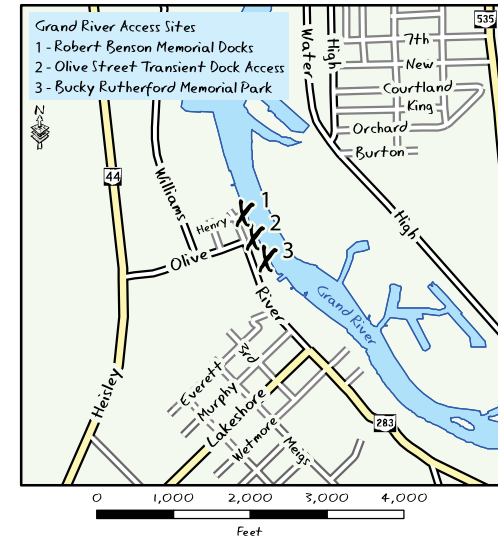 Grand River Access Sites
1 - Robert Benson Memorial Docks
2 - Olive Street Transient Dock Access
3 - Bucky Rutherford Memorial Park
535
7th
New
Courtland
King
Orchard
Burton
Water
High
High
N
44
Williams
Henry
1
2
3
Olive
River
Grand River
Heisley
3rd
Everett
Murphy
Lakeshore
Wetmore
Meigs
283
0 1,000 2,000 3,000 4,000
Feet